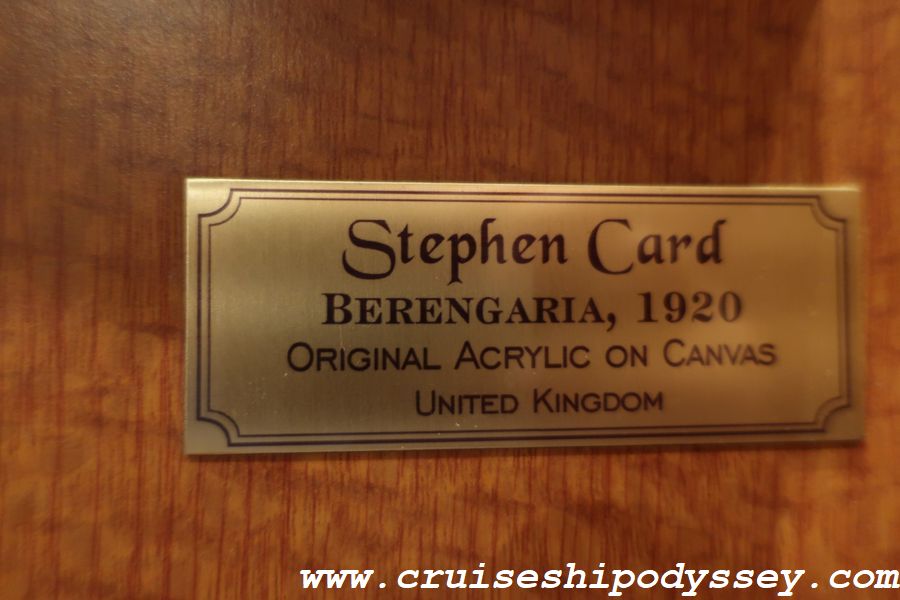 Stephen Card
BERENGARIA, 1920
ORIGINAL ACRYLIC ON CANVAS
UNITED KINGDOM
www.cruiseshipodyssey.com